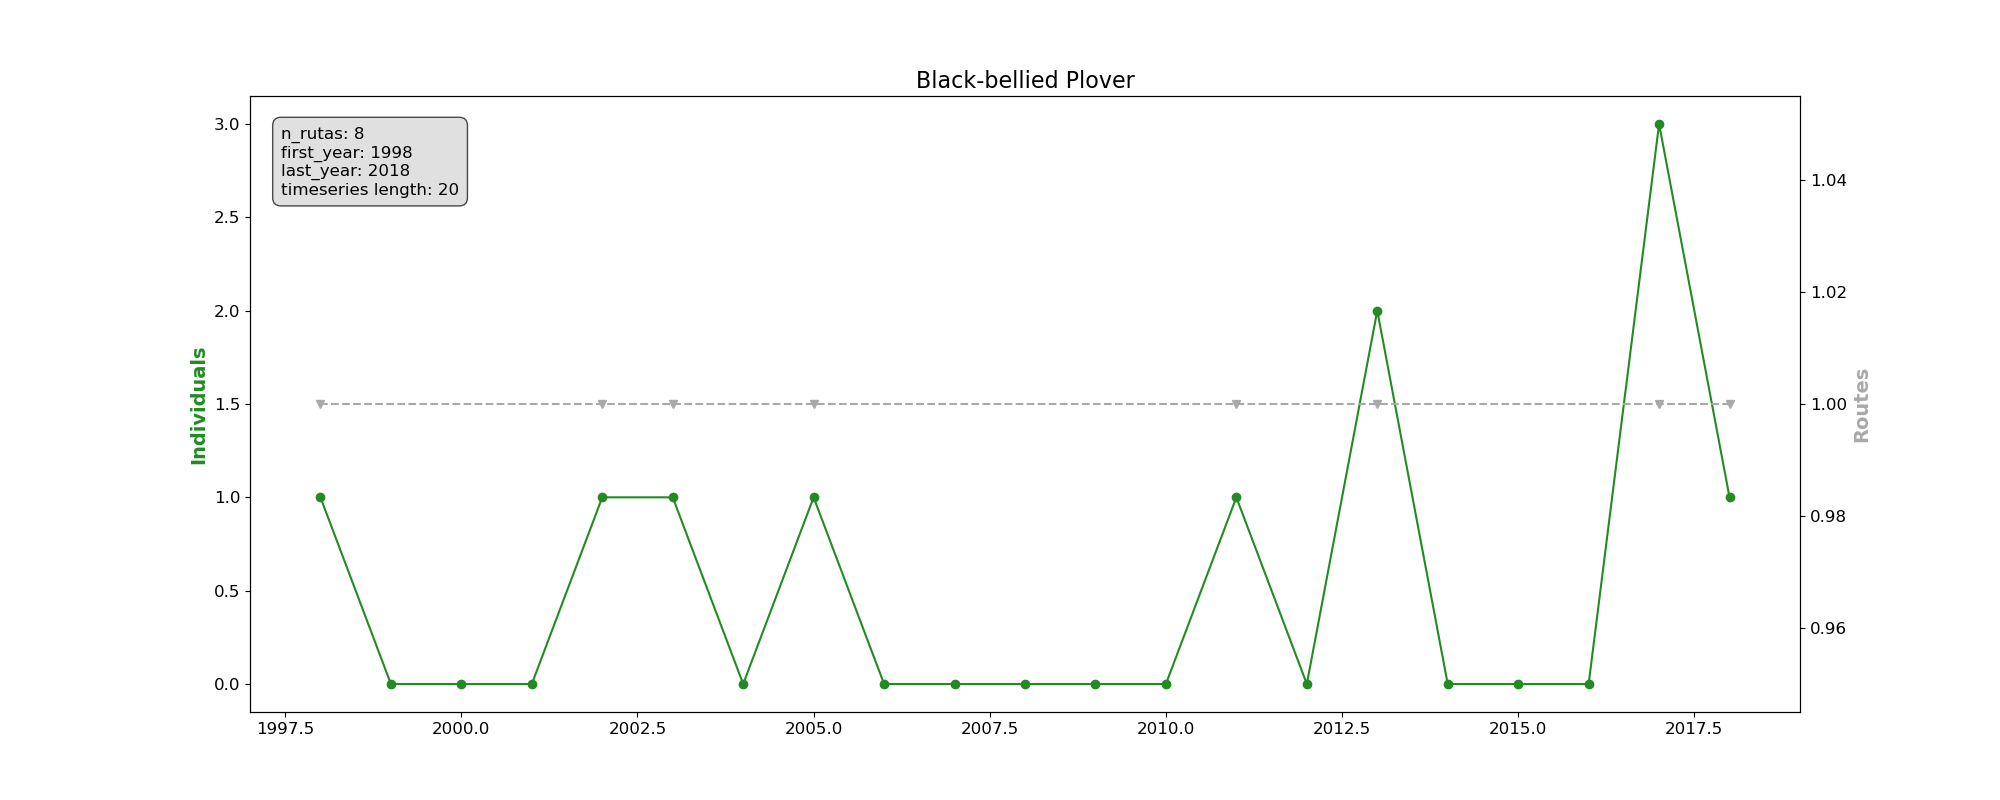 Black-bellied Plover
n_rutas: 8
first_year: 1998
last_year: 2018
timeseries length: 20
3.0
2.5
2.0
1.5
1.0
0.5
0.0
Individuals
1.04
1.02
1.00
0.98
0.96
Routes
1997.5 2000.0 2002.5 2005.0 2007.5 2010.0 2012.5 2015.0 2017.5